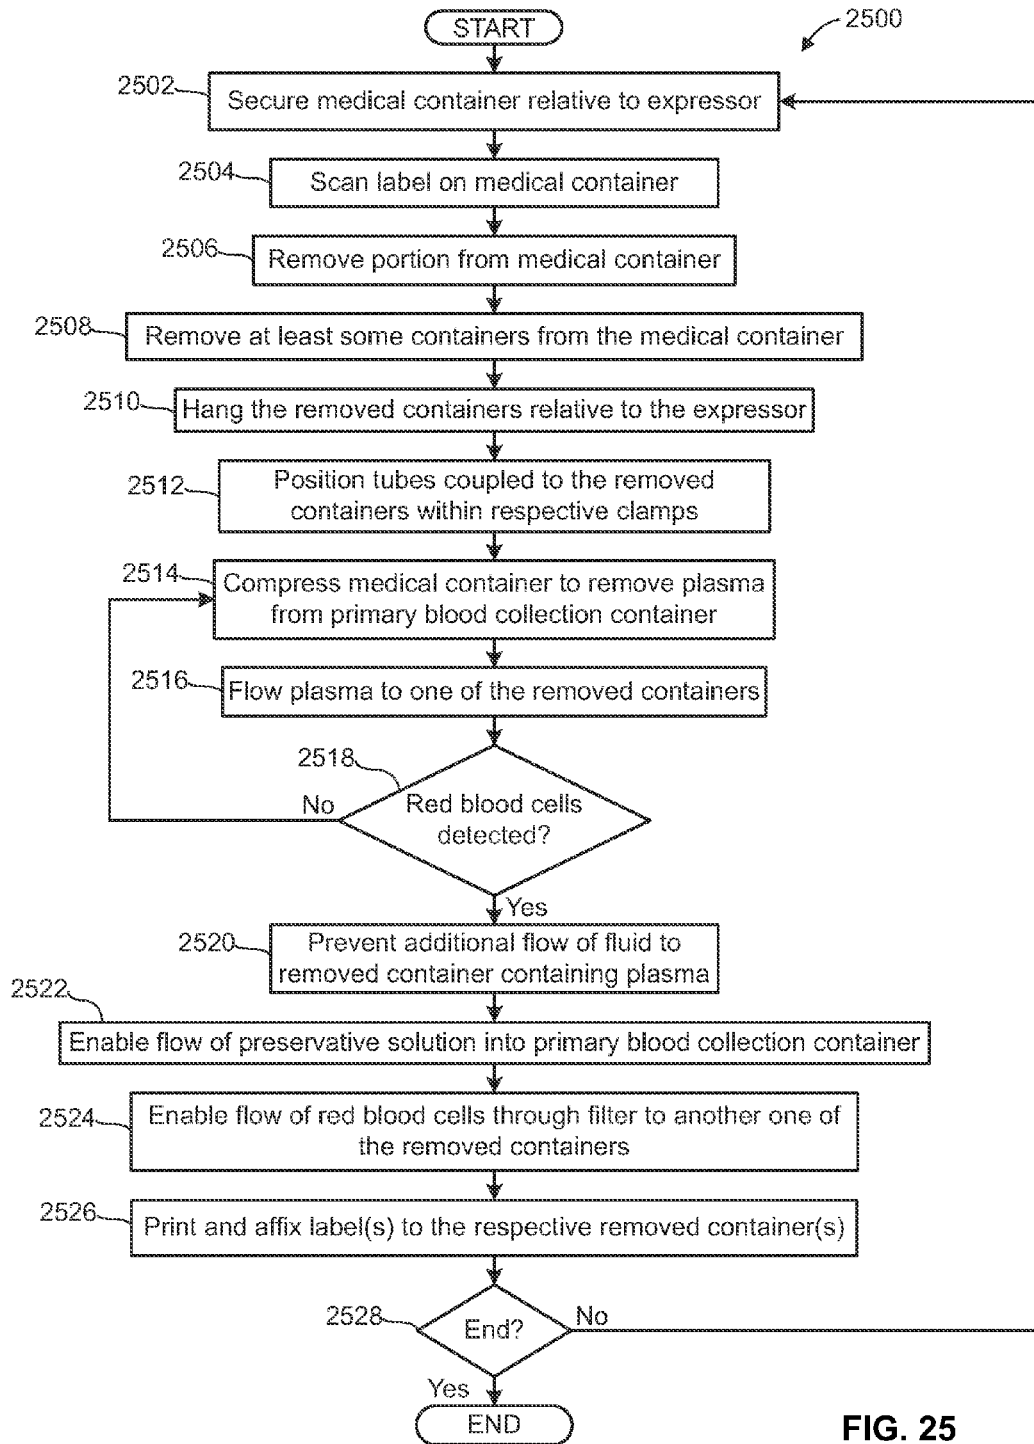 START
2500
2502
Secure medical container relative to expressor
2504
Scan label on medical container
2506
Remove portion from medical container
2508
Remove at least some containers from the medical container
2510
Hang the removed containers relative to the expressor
2512
Position tubes coupled to the removed
containers within respective clamps
2514
Compress medical container to remove plasma
from primary blood collection container
2516
Flow plasma to one of the removed containers
2518
No
Red blood cells
detected?
Yes
2520
Prevent additional flow of fluid to
removed container containing plasma
2522
Enable flow of preservative solution into primary blood collection container
2524
Enable flow of red blood cells through filter to another one of
the removed containers
2526
Print and affix label(s) to the respective removed container(s)
2528
End?
No
Yes
END
FIG. 25